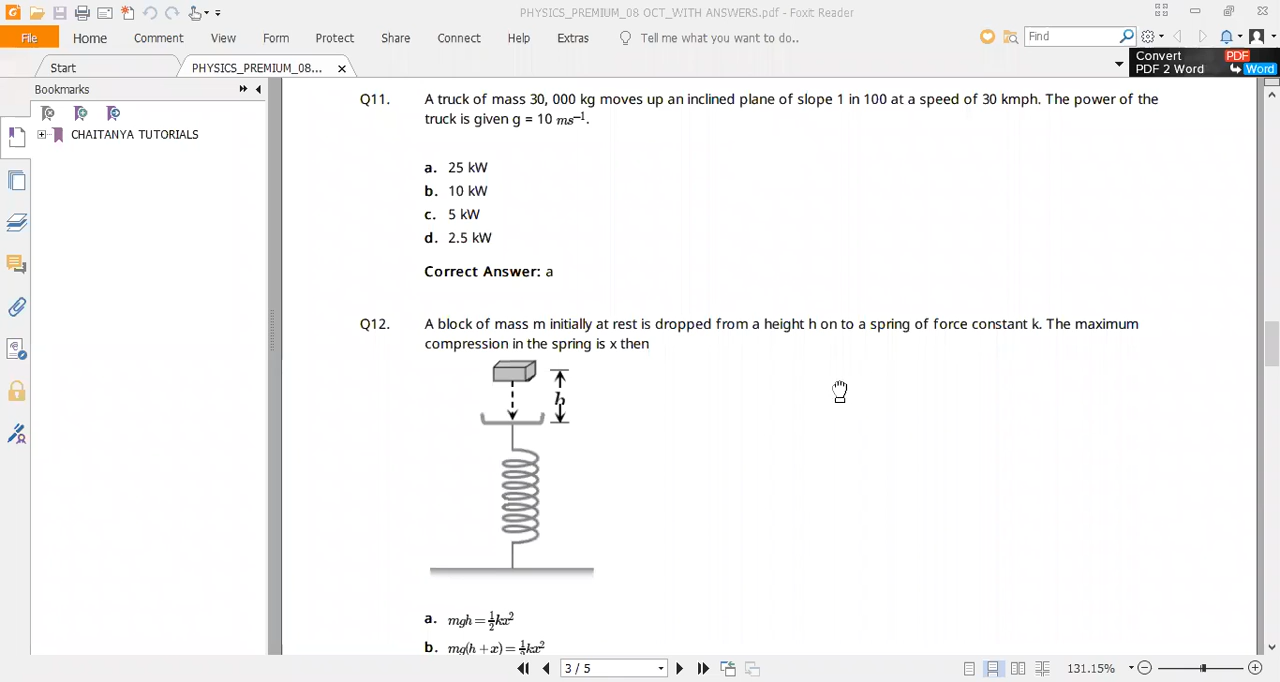 PHYSICS_PREMIUM_08 OCT_WITH ANSWERS.pdf - Foxit Reader
File Home Comment View Form Protect Share Connect Help Extras Tell me what you want to do.. Find
Start PHYSICS_PREMIUM_08... Convert PDF
PDF 2 Word Word
Bookmarks
CHAITANYA TUTORIALS
Q11. A truck of mass 30, 000 kg moves up an inclined plane of slope 1 in 100 at a speed of 30 kmph. The power of the
truck is given g = 10 ms⁻¹.
a. 25 kW
b. 10 kW
c. 5 kW
d. 2.5 kW
Correct Answer: a
Q12. A block of mass m initially at rest is dropped from a height h on to a spring of force constant k. The maximum
compression in the spring is x then
h
a. mgh = ½kx²
b. mg(h + x) = ½kx²
3 / 5 131.15%